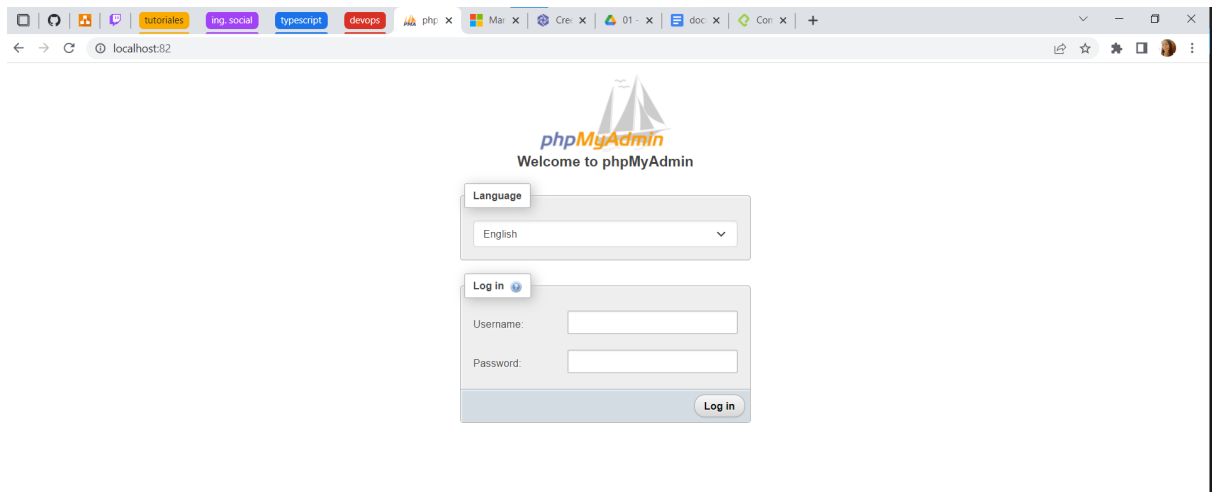 tutoriales ing. social typescript devops php Mar Cre 01 - doc Con
localhost:82
phpMyAdmin
Welcome to phpMyAdmin
Language
English
Log in
Username:
Password:
Log in